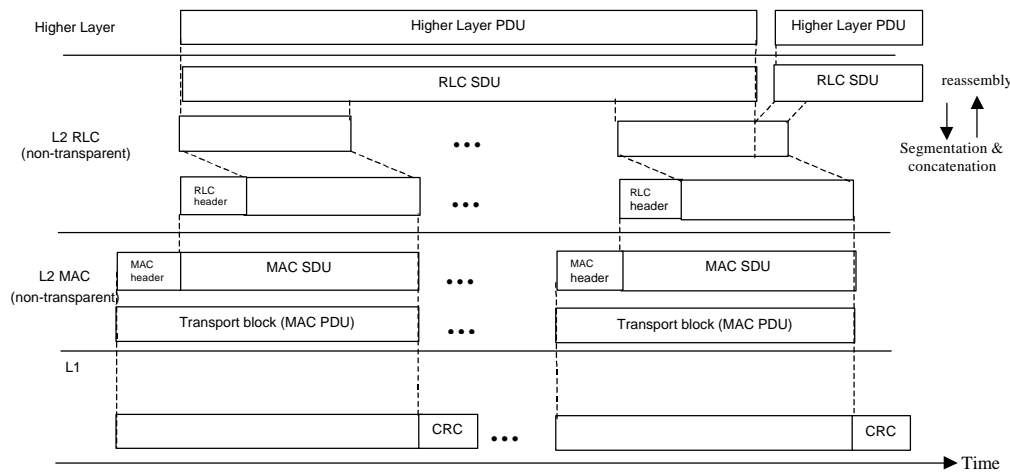 Higher Layer
Higher Layer PDU
Higher Layer PDU
RLC SDU
RLC SDU
reassembly
L2 RLC
(non-transparent)
Segmentation &
concatenation
RLC
header
RLC
header
L2 MAC
(non-transparent)
MAC
header
MAC SDU
MAC
header
MAC SDU
Transport block (MAC PDU)
Transport block (MAC PDU)
L1
CRC
CRC
Time